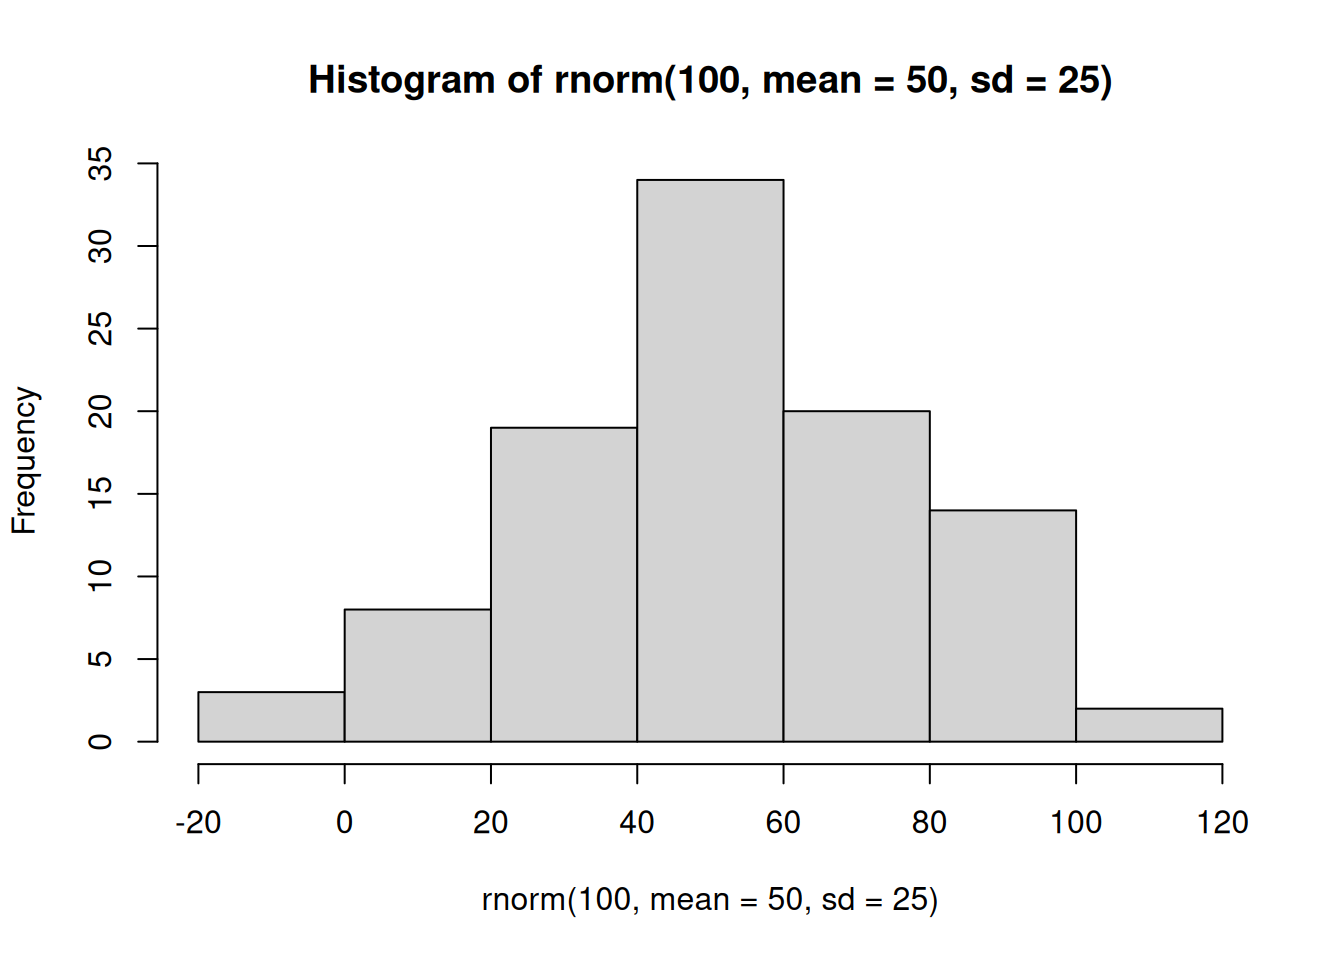 Histogram of rnorm(100, mean = 50, sd = 25)
Frequency
35
30
25
20
15
10
5
0
-20 0 20 40 60 80 100 120
rnorm(100, mean = 50, sd = 25)